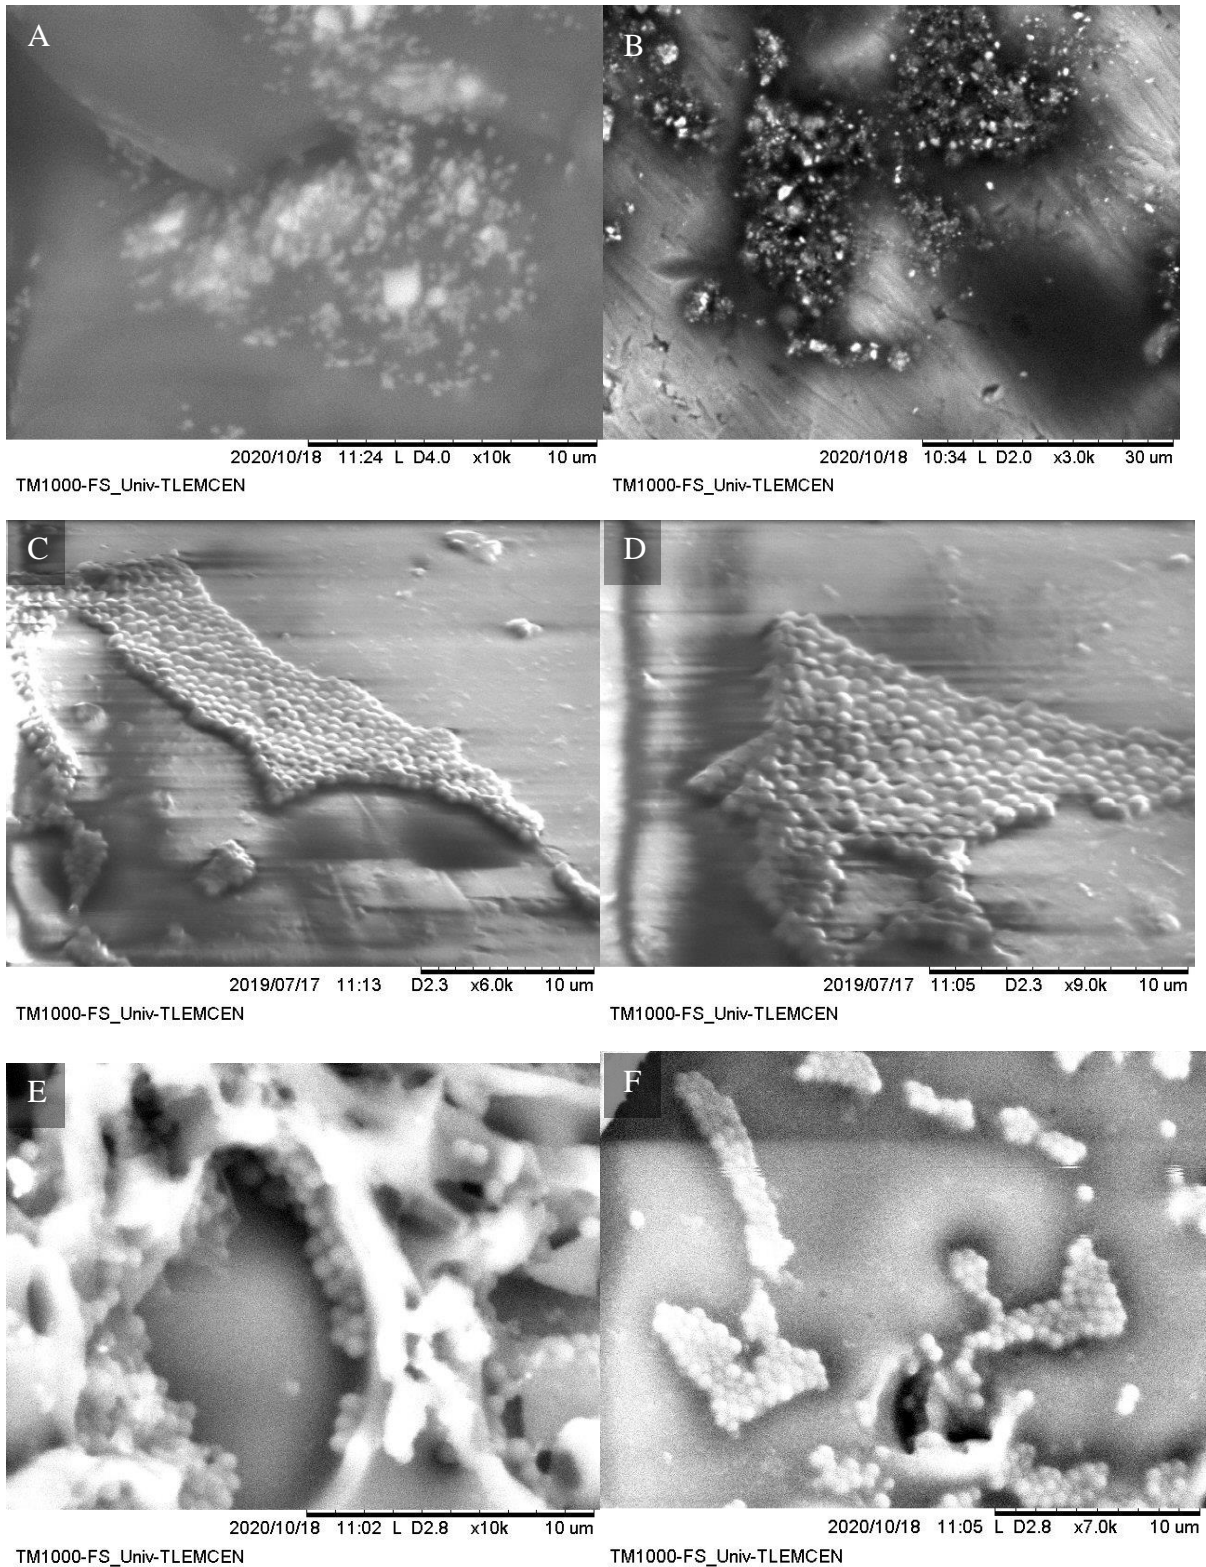 A
B
2020/10/18 11:24 L D4.0 x10k 10 um
TM1000-FS_Univ-TLEMCEN
2020/10/18 10:34 L D2.0 x3.0k 30 um
TM1000-FS_Univ-TLEMCEN
C
D
2019/07/17 11:13 D2.3 x6.0k 10 um
TM1000-FS_Univ-TLEMCEN
2019/07/17 11:05 D2.3 x9.0k 10 um
TM1000-FS_Univ-TLEMCEN
E
F
2020/10/18 11:02 L D2.8 x10k 10 um
TM1000-FS_Univ-TLEMCEN
2020/10/18 11:05 L D2.8 x7.0k 10 um
TM1000-FS_Univ-TLEMCEN